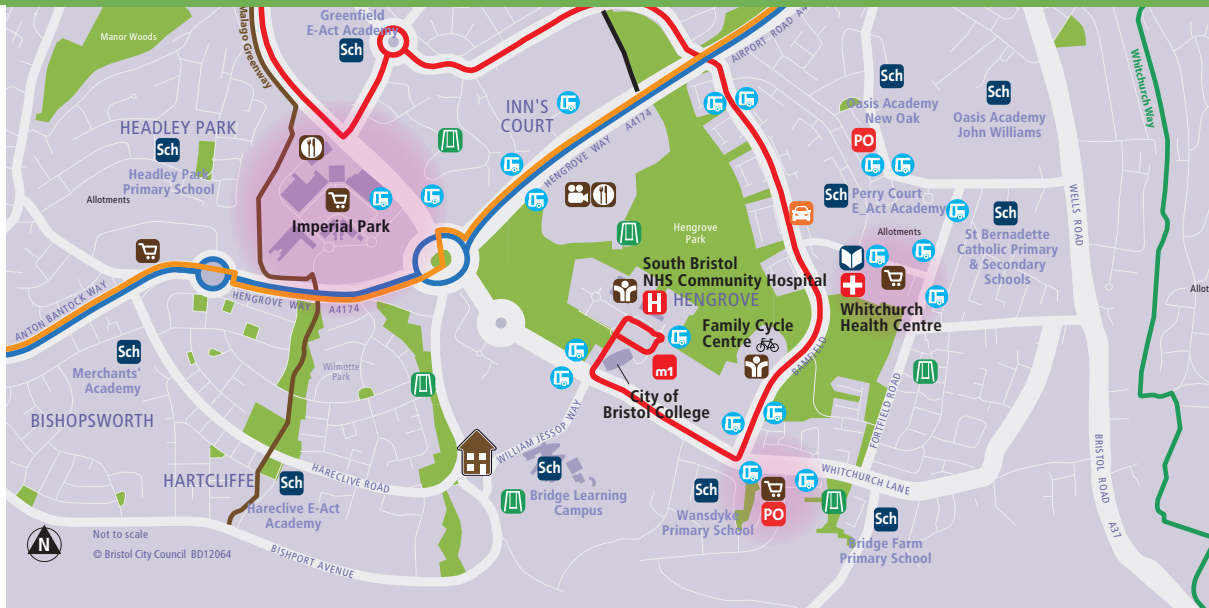 Greenfield
E-Act Academy
Sch
Manor Woods
Malago Greenway
AIRPORT ROAD A4
Whitchurch Way
Sch
Oasis Academy
New Oak
Sch
Oasis Academy
John Williams
INN'S
COURT
HEADLEY PARK
Sch
Headley Park
Primary School
Allotments
PO
HENGROVE WAY A4174
Imperial Park
Sch
Perry Court
E_Act Academy
WELLS ROAD
Sch
St Bernadette
Catholic Primary
& Secondary
Schools
Allotments
Hengrove
Park
South Bristol
NHS Community Hospital
H
HENGROVE
Allot
ANTON BANTOCK WAY
HENGROVE WAY A4174
Whitchurch
Health Centre
Family Cycle
Centre
BAMFIELD
Sch
Merchants'
Academy
Wilmotte
Park
m1
City of
Bristol College
FORTFIELD ROAD
BISHOPSWORTH
WILLIAM JESSOP WAY
BRISTOL ROAD A37
HARTCLIFFE
HARECLIVE ROAD
Sch
Hareclive E-Act
Academy
Sch
Bridge Learning
Campus
WHITCHURCH LANE
Sch
Wansdyke
Primary School
PO
Sch
Bridge Farm
Primary School
N
Not to scale
© Bristol City Council BD12064
BISHPORT AVENUE